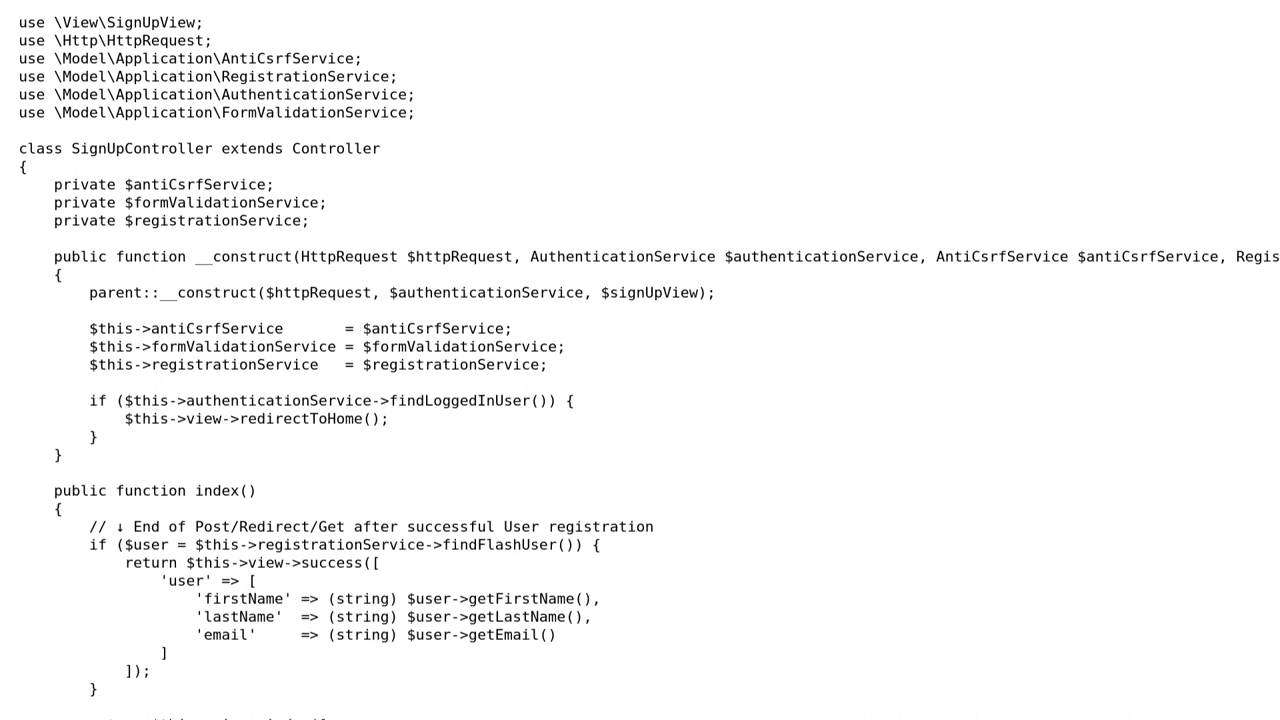 use \View\SignUpView;
use \Http\HttpRequest;
use \Model\Application\AntiCsrfService;
use \Model\Application\RegistrationService;
use \Model\Application\AuthenticationService;
use \Model\Application\FormValidationService;

class SignUpController extends Controller
{
    private $antiCsrfService;
    private $formValidationService;
    private $registrationService;

    public function __construct(HttpRequest $httpRequest, AuthenticationService $authenticationService, AntiCsrfService $antiCsrfService, Regis
    {
        parent::__construct($httpRequest, $authenticationService, $signUpView);

        $this->antiCsrfService       = $antiCsrfService;
        $this->formValidationService = $formValidationService;
        $this->registrationService   = $registrationService;

        if ($this->authenticationService->findLoggedInUser()) {
            $this->view->redirectToHome();
        }
    }

    public function index()
    {
        // ↓ End of Post/Redirect/Get after successful User registration
        if ($user = $this->registrationService->findFlashUser()) {
            return $this->view->success([
                'user' => [
                    'firstName' => (string) $user->getFirstName(),
                    'lastName'  => (string) $user->getLastName(),
                    'email'     => (string) $user->getEmail()
                ]
            ]);
        }